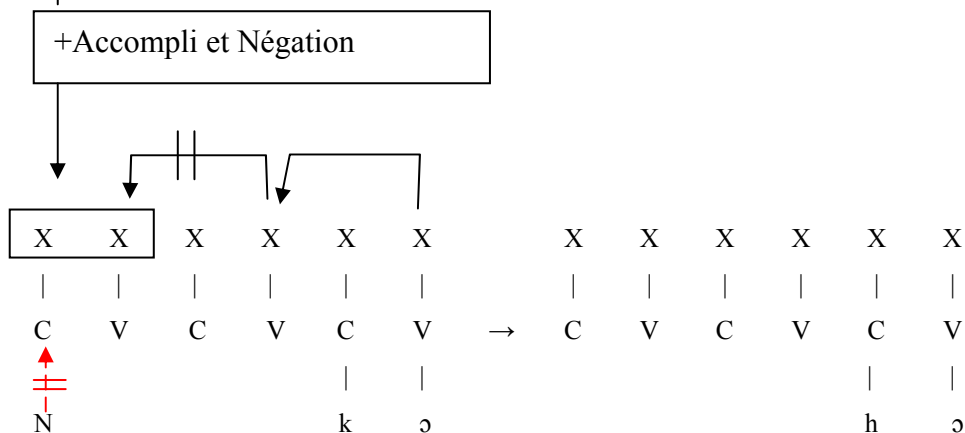 +Accompli et Négation
X X X X X X X X X X X X
| | | | | | | | | | | |
C V C V C V → C V C V C V
| | | |
N k ɔ h ɔ